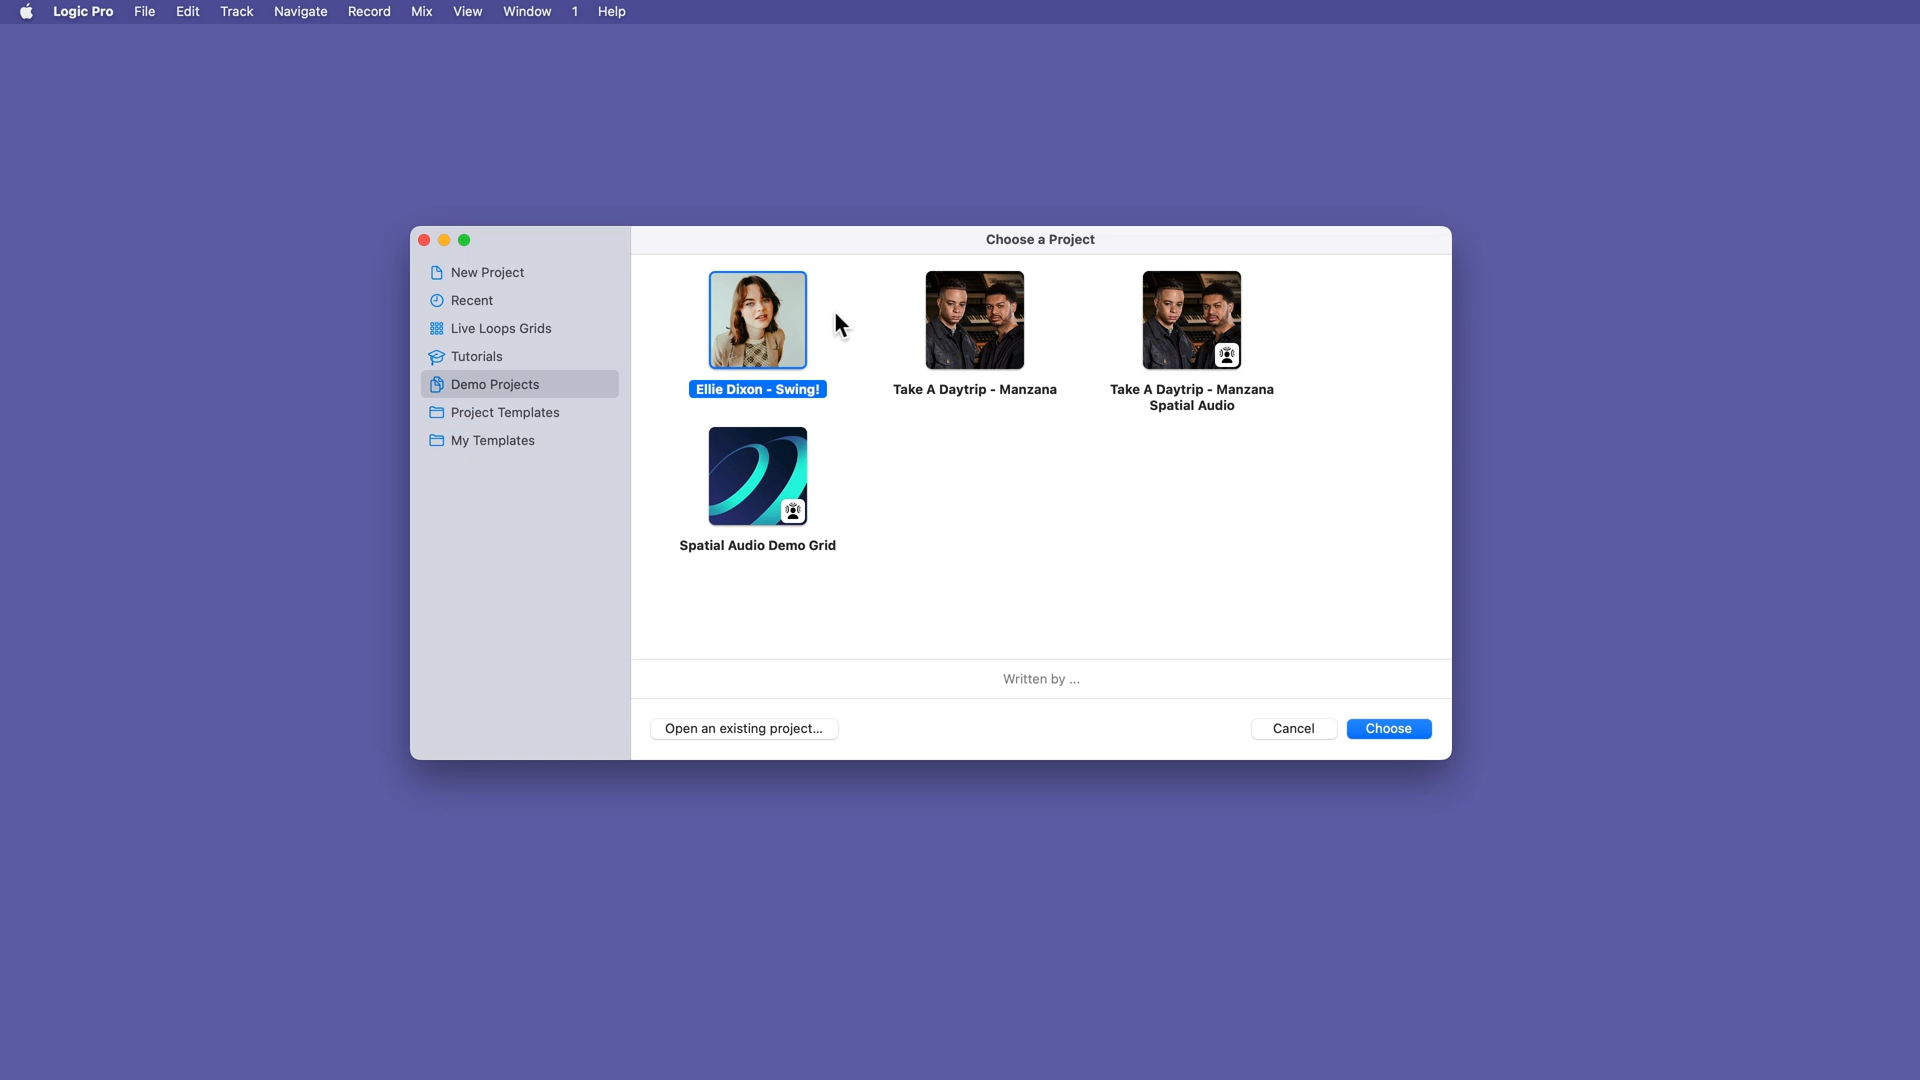 Logic Pro File Edit Track Navigate Record Mix View Window 1 Help
Choose a Project
New Project
Recent
Live Loops Grids
Tutorials
Demo Projects
Project Templates
My Templates
Ellie Dixon - Swing!
Take A Daytrip - Manzana
Take A Daytrip - Manzana
Spatial Audio
Spatial Audio Demo Grid
Written by ...
Open an existing project...
Cancel
Choose